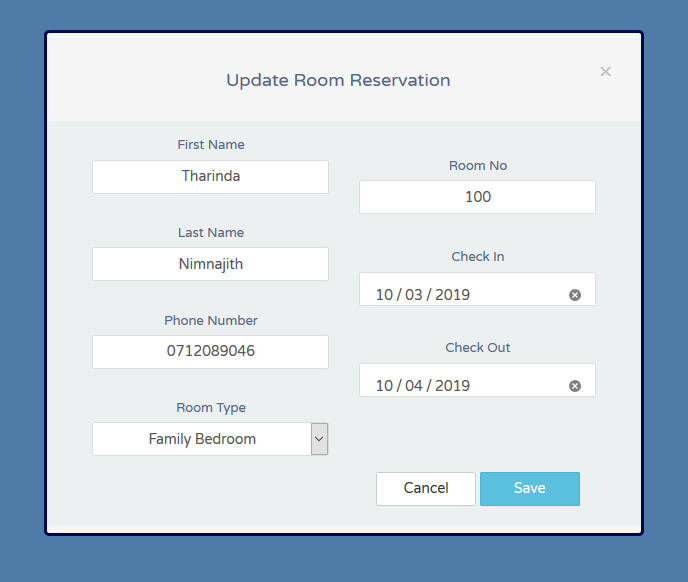 Update Room Reservation
×
First Name
Tharinda
Last Name
Nimnajith
Phone Number
0712089046
Room Type
Family Bedroom
Room No
100
Check In
10 / 03 / 2019
Check Out
10 / 04 / 2019
Cancel
Save